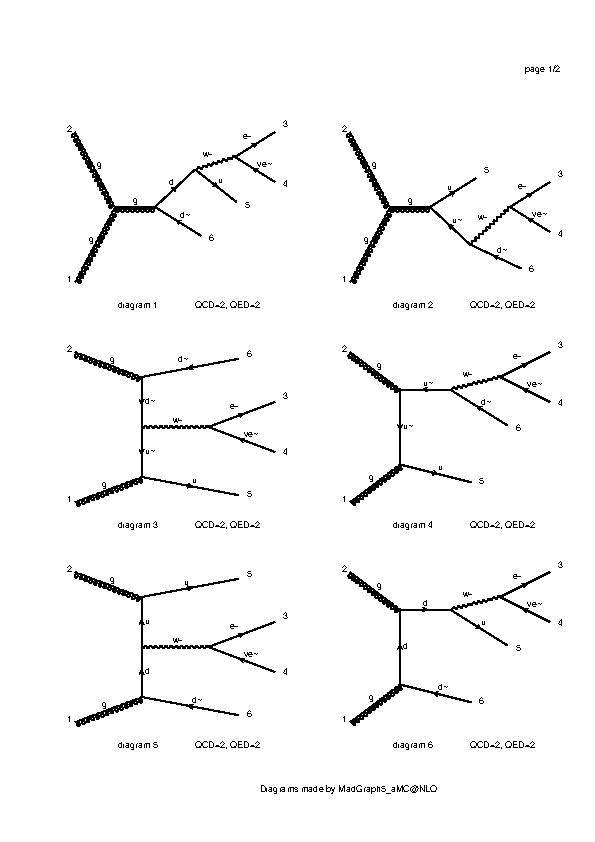 page 1/2
2
g
g
1
g
d
w-
e-
3
ve~
4
u
5
d~
6
diagram 1 QCD=2, QED=2
2
g
g
1
g
u
5
u~
w-
e-
3
ve~
4
d~
6
diagram 2 QCD=2, QED=2
2
g
d~
6
d~
w-
e-
3
ve~
4
u~
1
g
u
5
diagram 3 QCD=2, QED=2
2
g
u~
w-
e-
3
ve~
4
d~
6
u~
1
g
u
5
diagram 4 QCD=2, QED=2
2
g
u
5
u
w-
e-
3
ve~
4
d
1
g
d~
6
diagram 5 QCD=2, QED=2
2
g
d
w-
e-
3
ve~
4
u
5
d
1
g
d~
6
diagram 6 QCD=2, QED=2
Diagrams made by MadGraph5_aMC@NLO